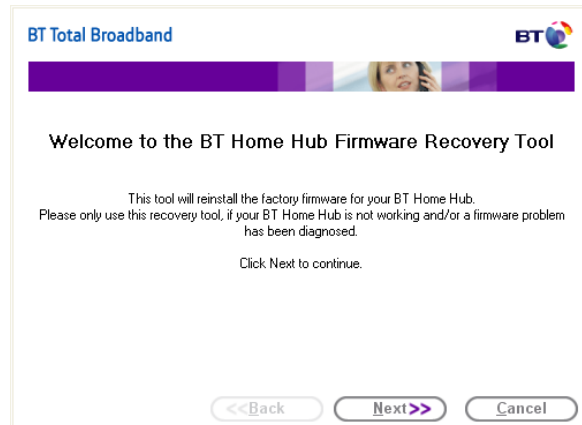 BT Total Broadband
BT
Welcome to the BT Home Hub Firmware Recovery Tool
This tool will reinstall the factory firmware for your BT Home Hub.
Please only use this recovery tool, if your BT Home Hub is not working and/or a firmware problem
has been diagnosed.
Click Next to continue.
<<Back
Next>>
Cancel